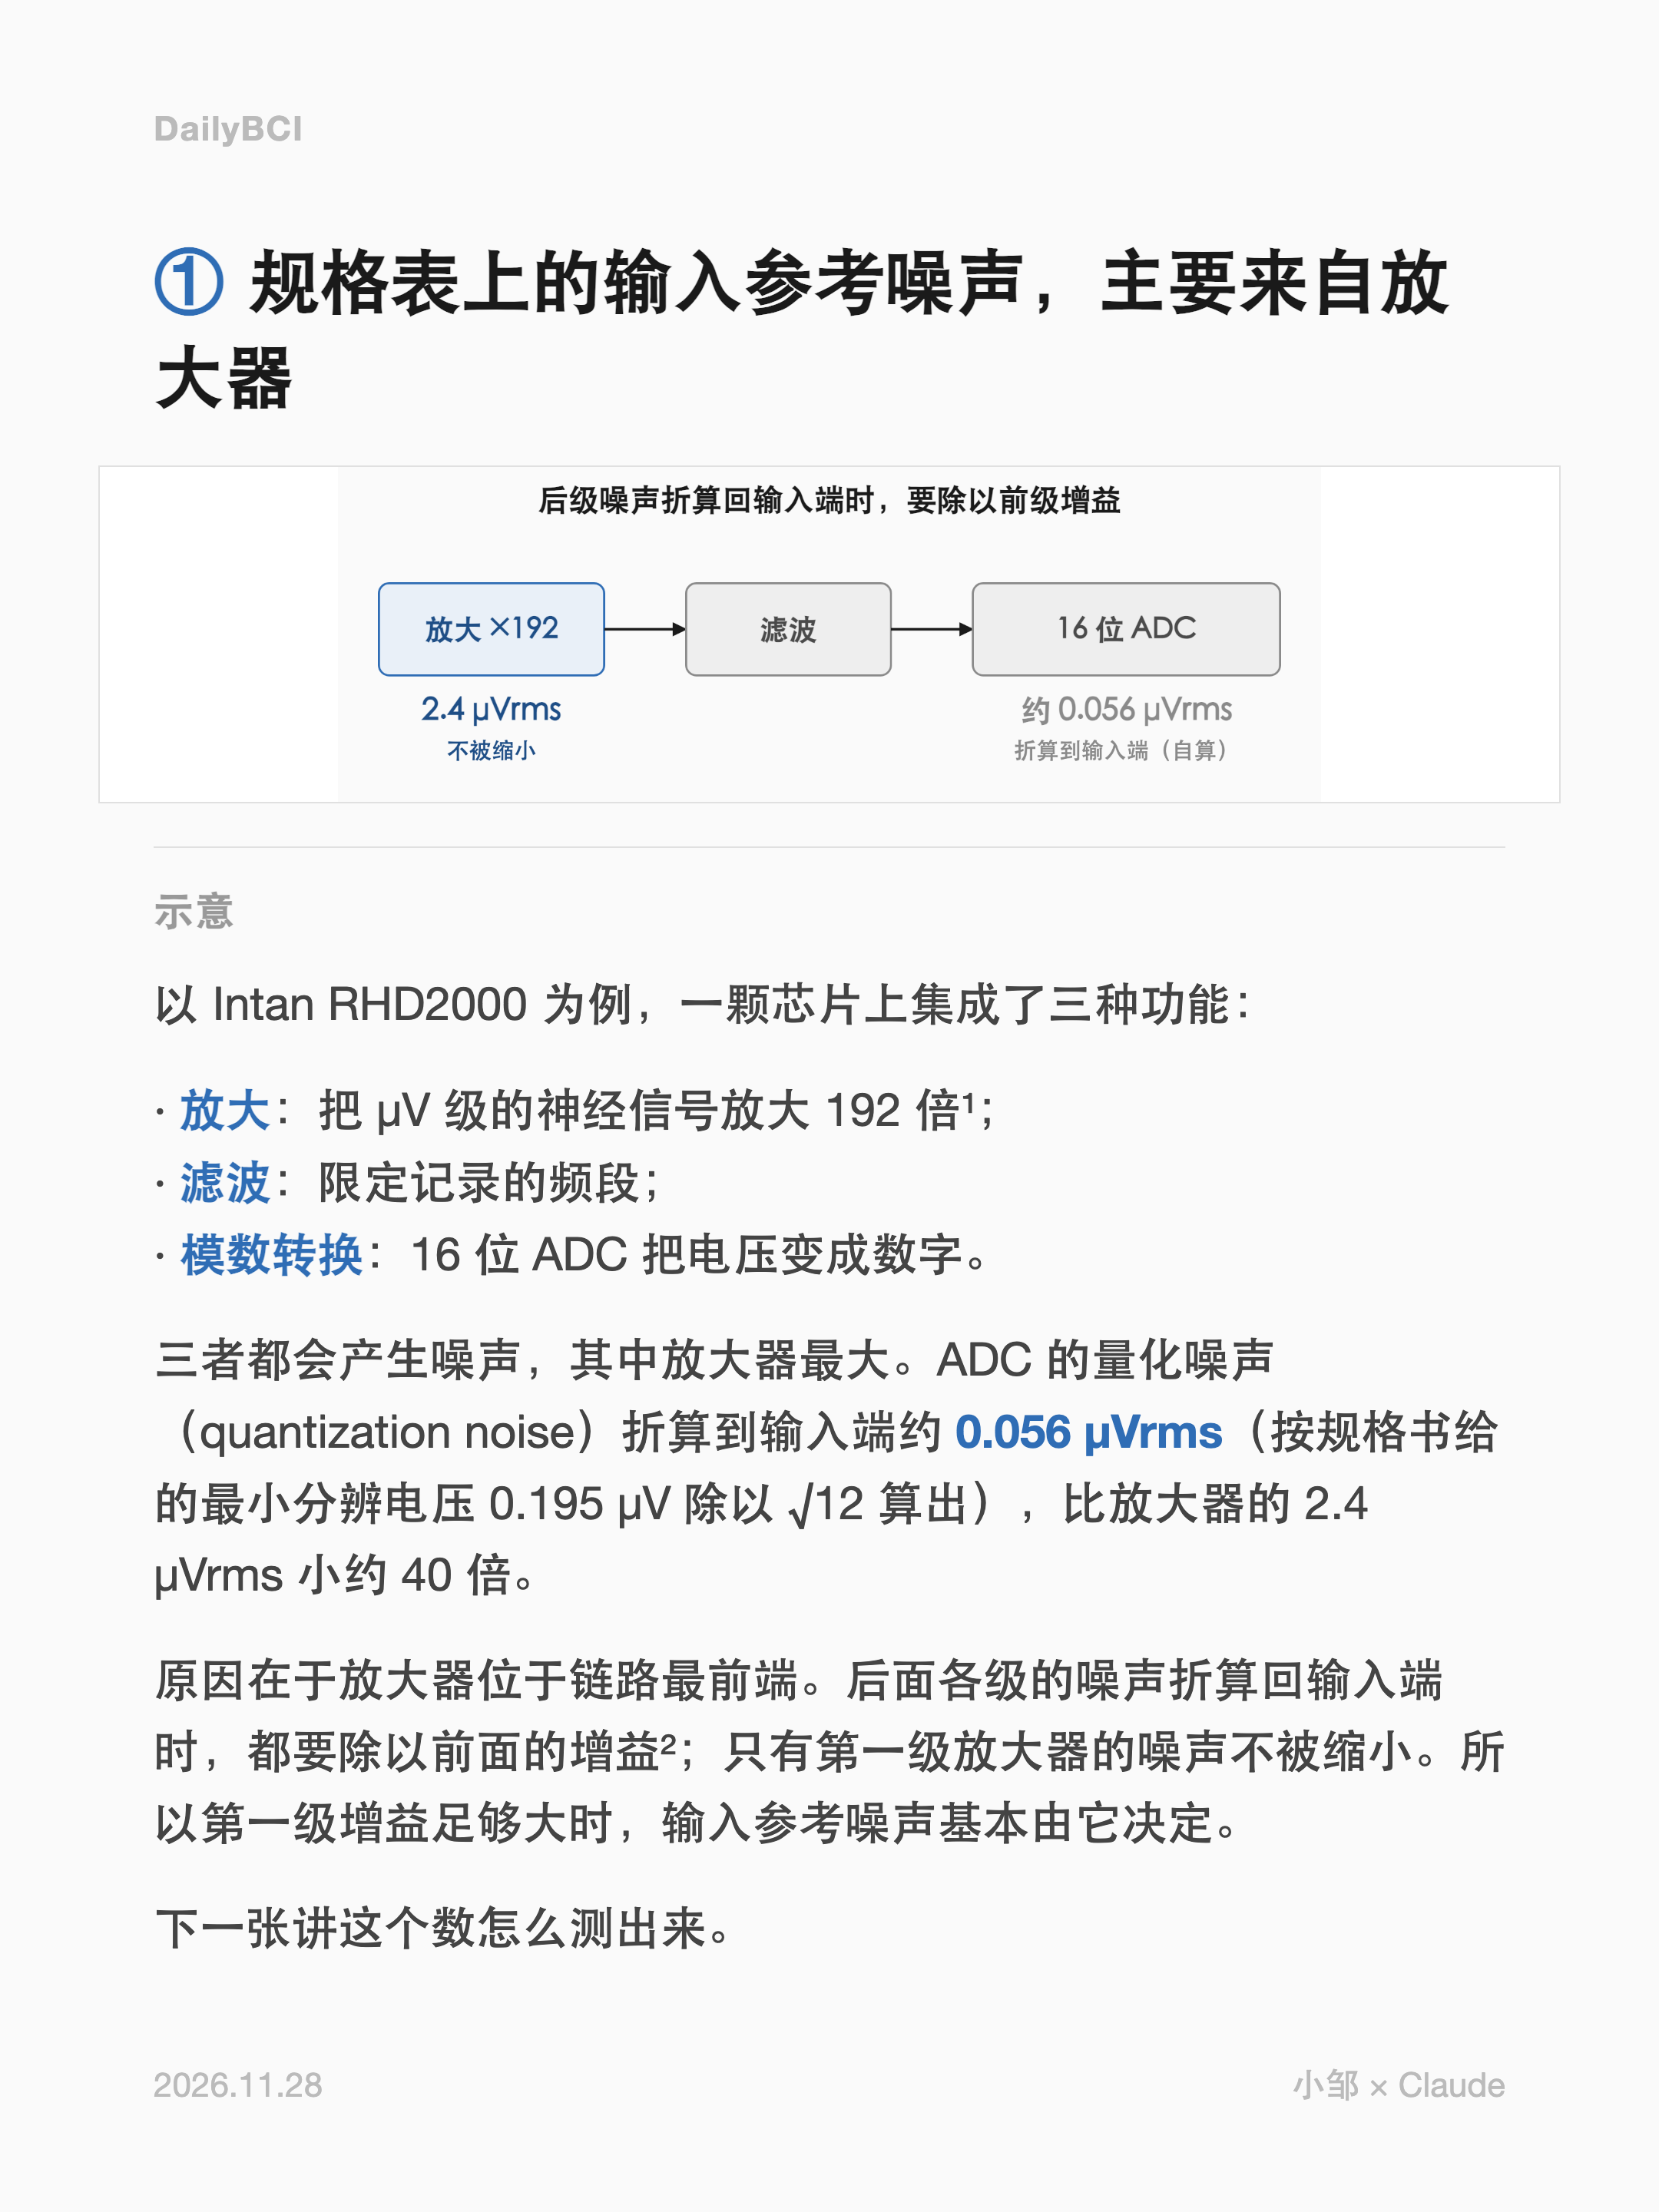 DailyBCI
① 规格表上的输入参考噪声，主要来自放
大器
后级噪声折算回输入端时，要除以前级增益
放大 ×192
滤波
16 位 ADC
2.4 µVrms
约 0.056 µVrms
不被缩小
折算到输入端（自算）
示意
以 Intan RHD2000 为例，一颗芯片上集成了三种功能：
· 放大：把 µV 级的神经信号放大 192 倍¹；
· 滤波：限定记录的频段；
· 模数转换：16 位 ADC 把电压变成数字。
三者都会产生噪声，其中放大器最大。ADC 的量化噪声
（quantization noise）折算到输入端约 0.056 µVrms（按规格书给
的最小分辨电压 0.195 µV 除以 √12 算出），比放大器的 2.4
µVrms 小约 40 倍。
原因在于放大器位于链路最前端。后面各级的噪声折算回输入端
时，都要除以前面的增益²；只有第一级放大器的噪声不被缩小。所
以第一级增益足够大时，输入参考噪声基本由它决定。
下一张讲这个数怎么测出来。
2026.11.28
小邹 × Claude